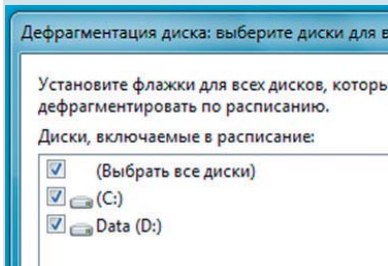 Дефрагментация диска: выберите диски для
Установите флажки для всех дисков,
дефрагментировать по расписанию.
Диски, включаемые в расписание:
(Выбрать все диски)
(C:)
Data (D:)